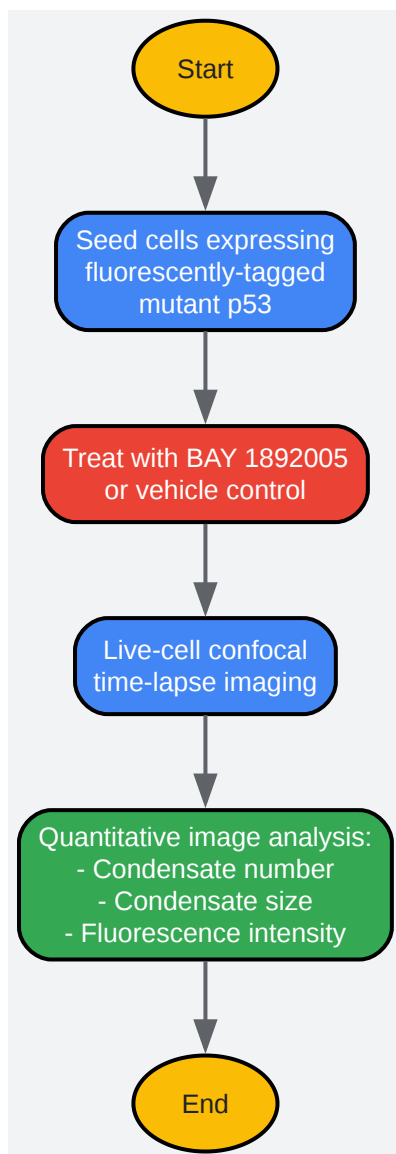 Start
Seed cells expressing
fluorescently-tagged
mutant p53
Treat with BAY 1892005
or vehicle control
Live-cell confocal
time-lapse imaging
Quantitative image analysis:
- Condensate number
- Condensate size
- Fluorescence intensity
End